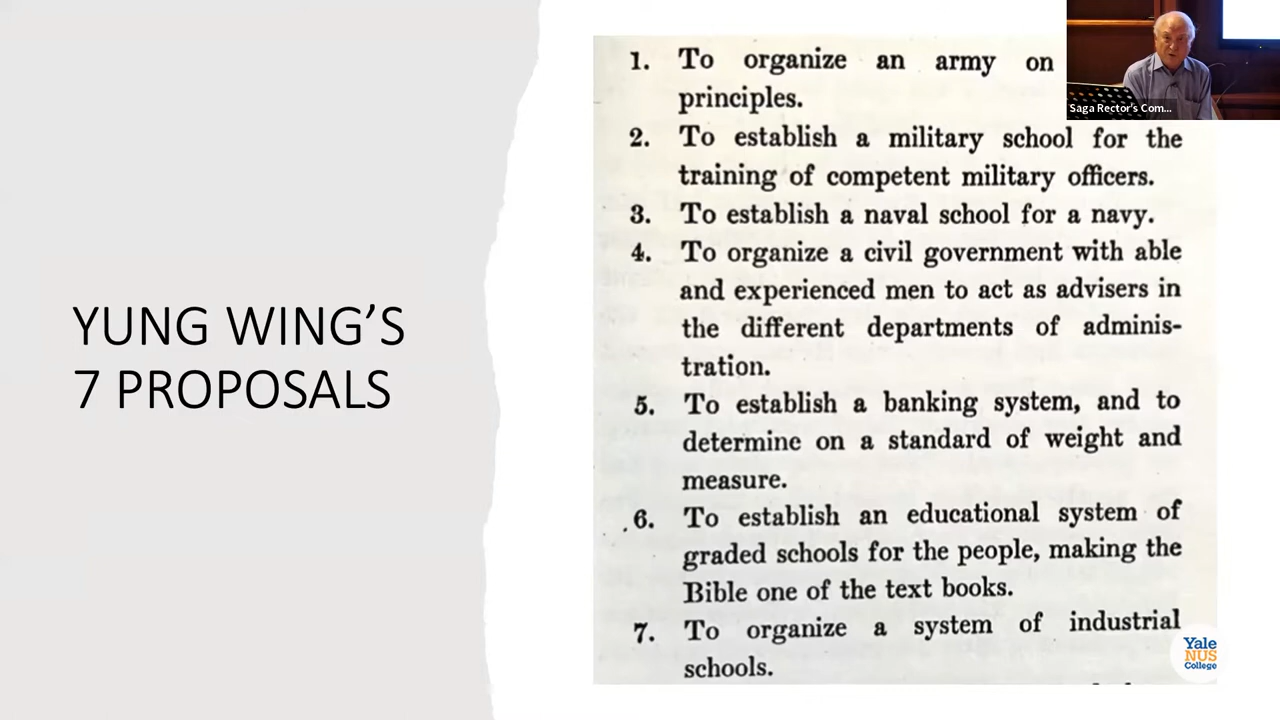 YUNG WING’S
7 PROPOSALS
1. To organize an army on
principles.
2. To establish a military school for the
training of competent military officers.
3. To establish a naval school for a navy.
4. To organize a civil government with able
and experienced men to act as advisers in
the different departments of adminis-
tration.
5. To establish a banking system, and to
determine on a standard of weight and
measure.
6. To establish an educational system of
graded schools for the people, making the
Bible one of the text books.
7. To organize a system of industrial
schools.
Saga Rector's Com...
Yale
NUS
College